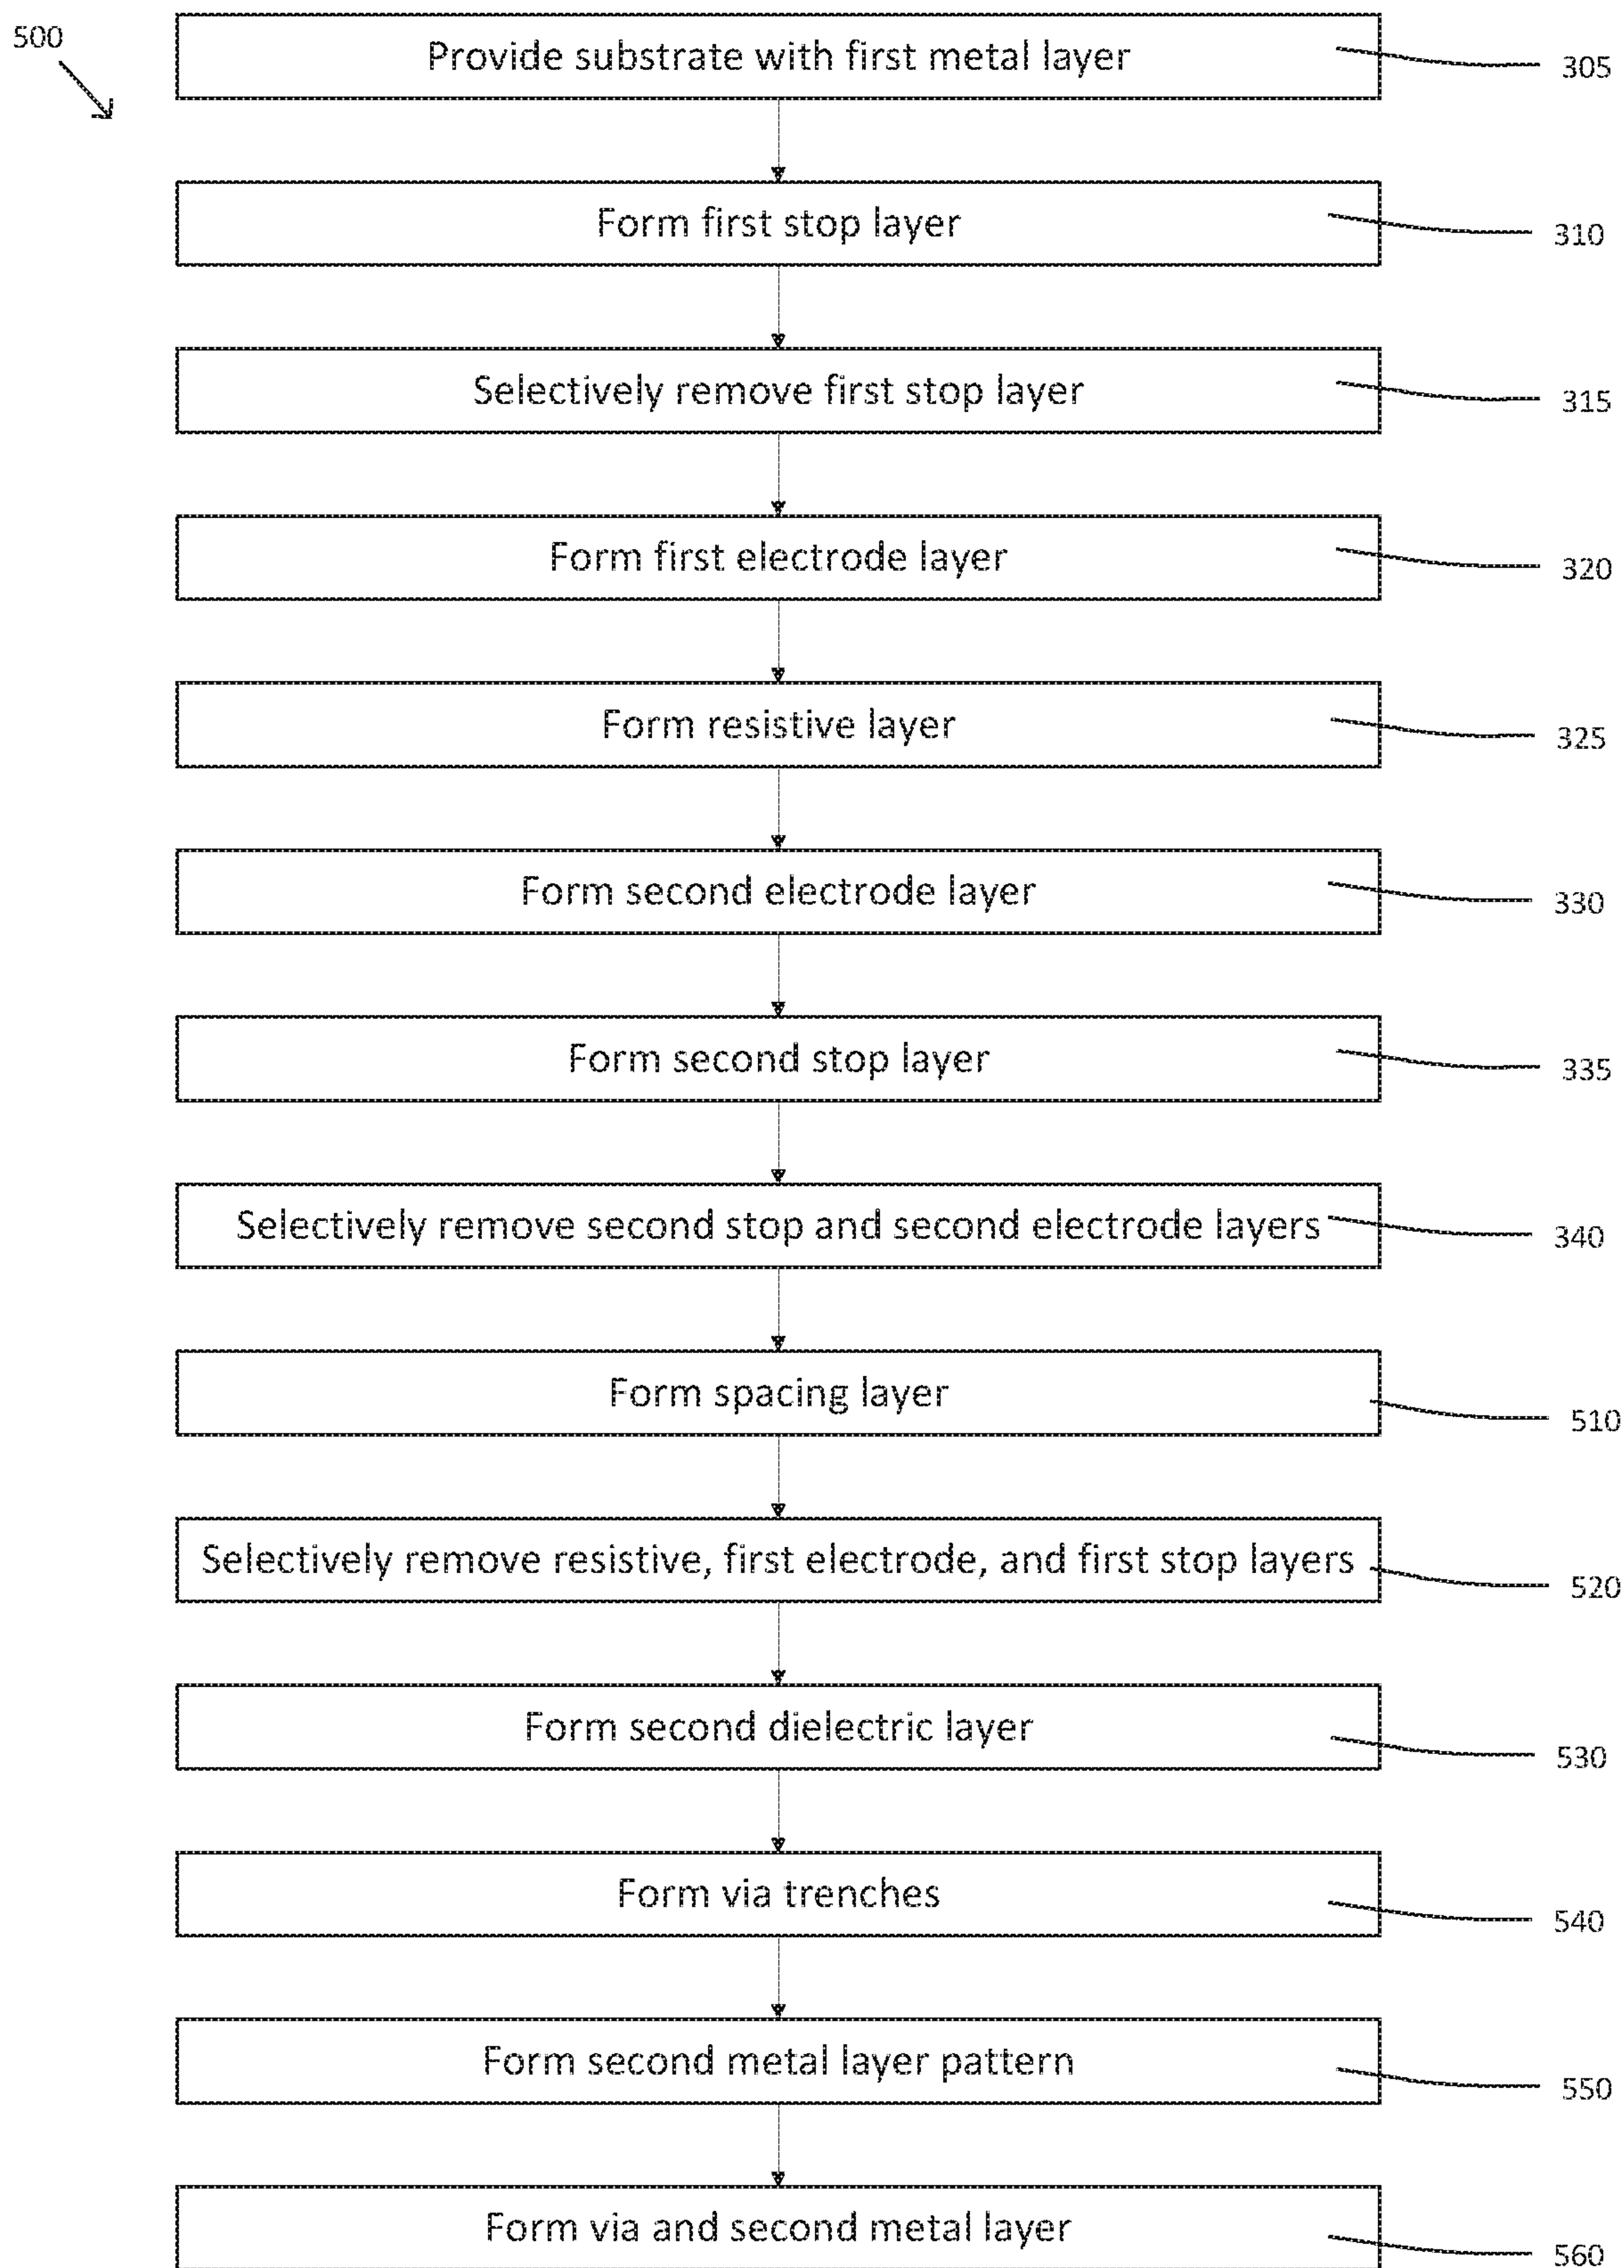 500
Provide substrate with first metal layer
305
Form first stop layer
310
Selectively remove first stop layer
315
Form first electrode layer
320
Form resistive layer
325
Form second electrode layer
330
Form second stop layer
335
Selectively remove second stop and second electrode layers
340
Form spacing layer
510
Selectively remove resistive, first electrode, and first stop layers
520
Form second dielectric layer
530
Form via trenches
540
Form second metal layer pattern
550
Form via and second metal layer
560